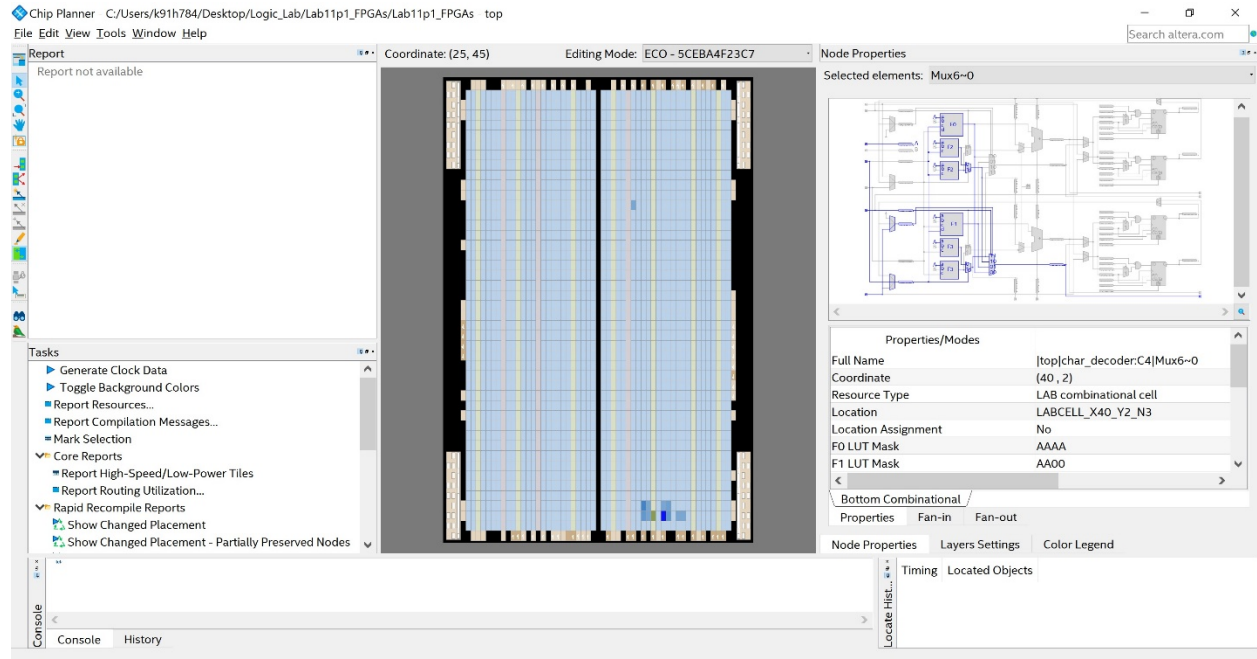 Chip Planner C:/Users/k91h784/Desktop/Logic_Lab/Lab11p1_FPGAs/Lab11p1_FPGAs top
File Edit View Tools Window Help
Search altera.com
Report
Report not available
Tasks
Generate Clock Data
Toggle Background Colors
Report Resources...
Report Compilation Messages...
Mark Selection
Core Reports
Report High-Speed/Low-Power Tiles
Report Routing Utilization...
Rapid Recompile Reports
Show Changed Placement
Show Changed Placement - Partially Preserved Nodes
Coordinate: (25, 45) Editing Mode: ECO - 5CEBA4F23C7
Node Properties
Selected elements: Mux6~0
Properties/Modes
Full Name |top|char_decoder:C4|Mux6~0
Coordinate (40 , 2)
Resource Type LAB combinational cell
Location LABCELL_X40_Y2_N3
Location Assignment No
F0 LUT Mask AAAA
F1 LUT Mask AA00
Bottom Combinational
Properties Fan-in Fan-out
Node Properties Layers Settings Color Legend
Console
Console History
Locate Hist...
Timing Located Objects